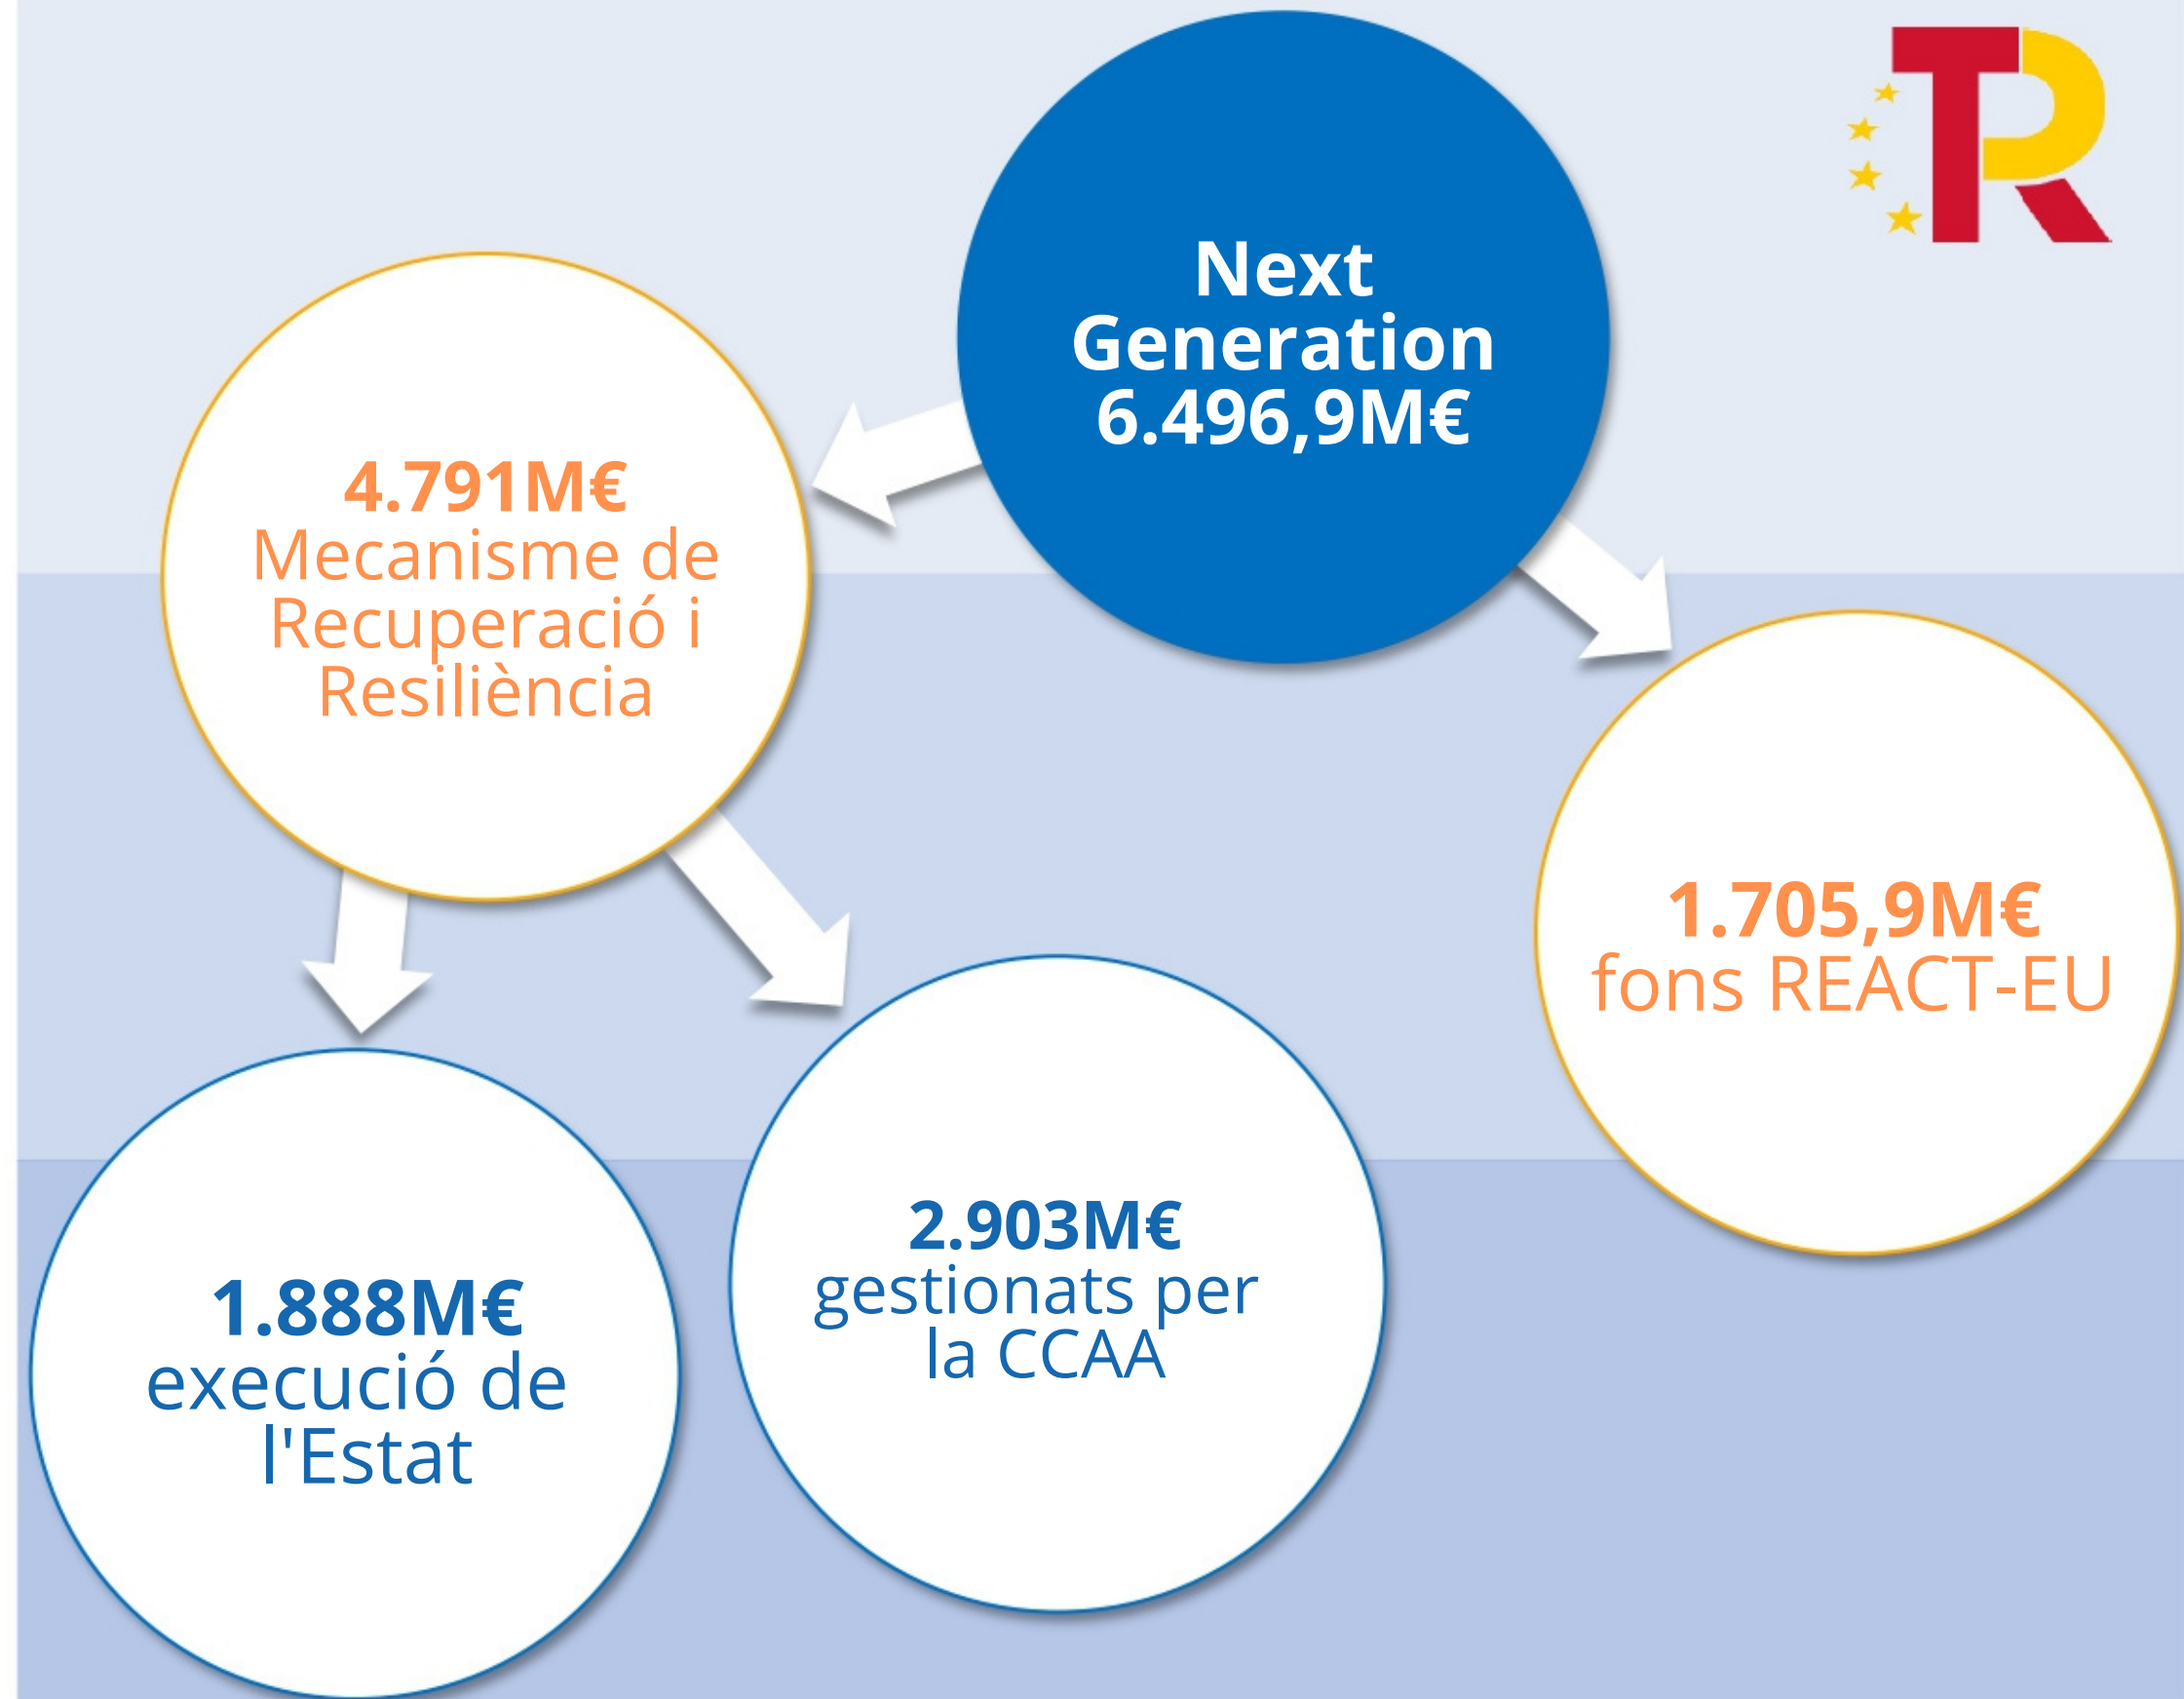 Next
Generation
6.496,9M€
4.791M€
Mecanisme de
Recuperació i
Resiliència
1.705,9M€
fons REACT-EU
2.903M€
gestionats per
la CCAA
1.888M€
execució de
l'Estat
TR